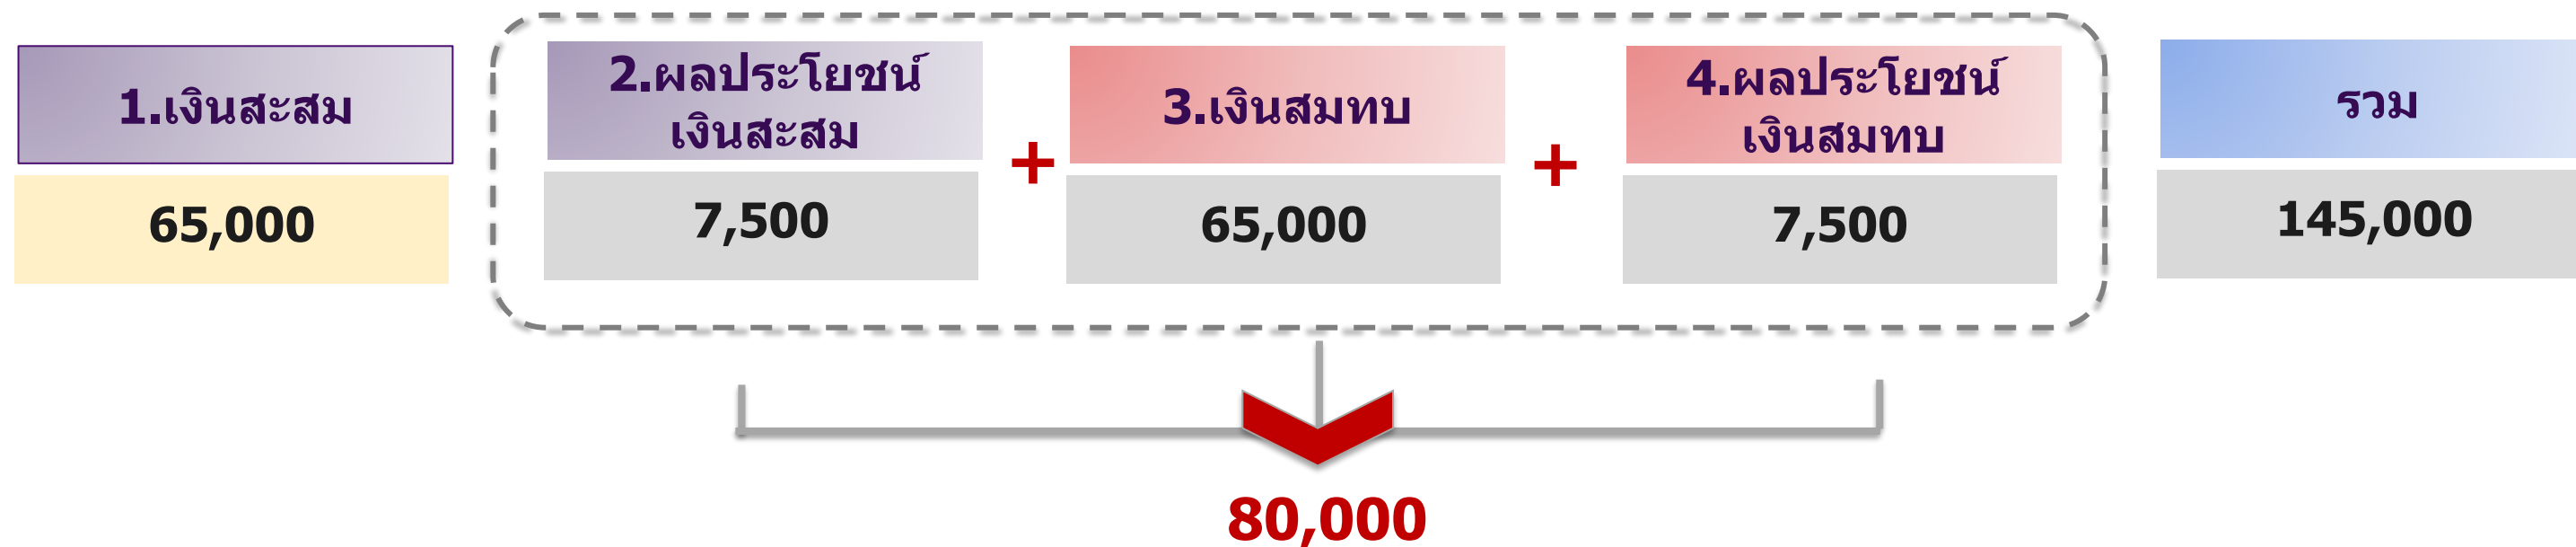 1.เงินสะสม
65,000
2.ผลประโยชน์
เงินสะสม
7,500
+
3.เงินสมทบ
65,000
+
4.ผลประโยชน์
เงินสมทบ
7,500
รวม
145,000
80,000